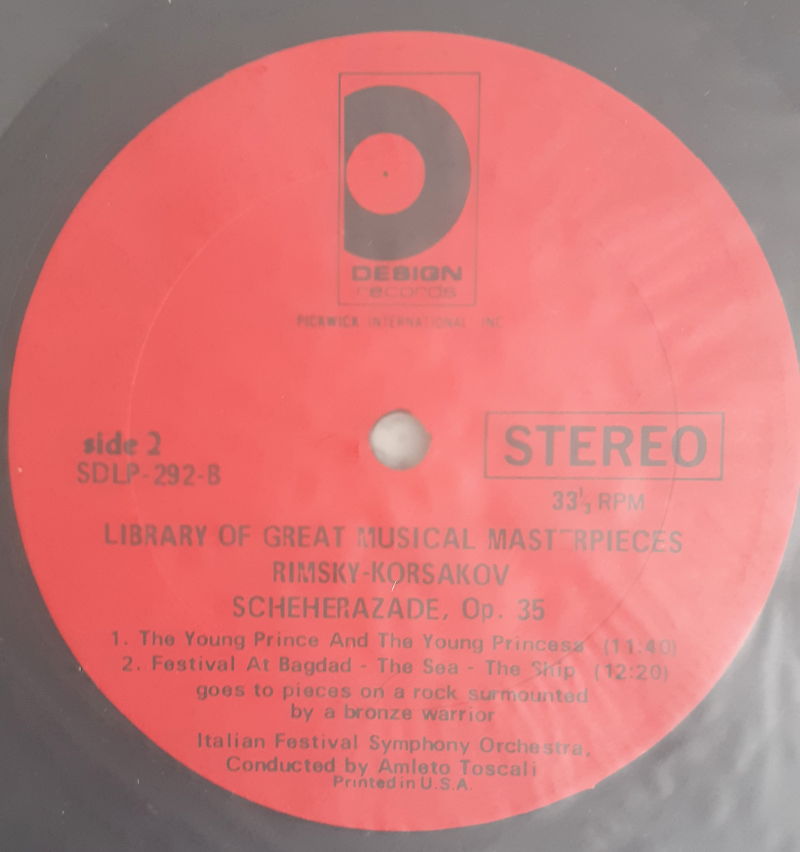 DESIGN
records
PICKWICK INTERNATIONAL INC
side 2
SDLP-292-B
STEREO
33⅓ RPM
LIBRARY OF GREAT MUSICAL MASTERPIECES
RIMSKY-KORSAKOV
SCHEHERAZADE, Op. 35
1. The Young Prince And The Young Princess (11:40)
2. Festival At Bagdad - The Sea - The Ship (12:20)
goes to pieces on a rock surmounted
by a bronze warrior
Italian Festival Symphony Orchestra,
Conducted by Amleto Toscali
Printed in U.S.A.